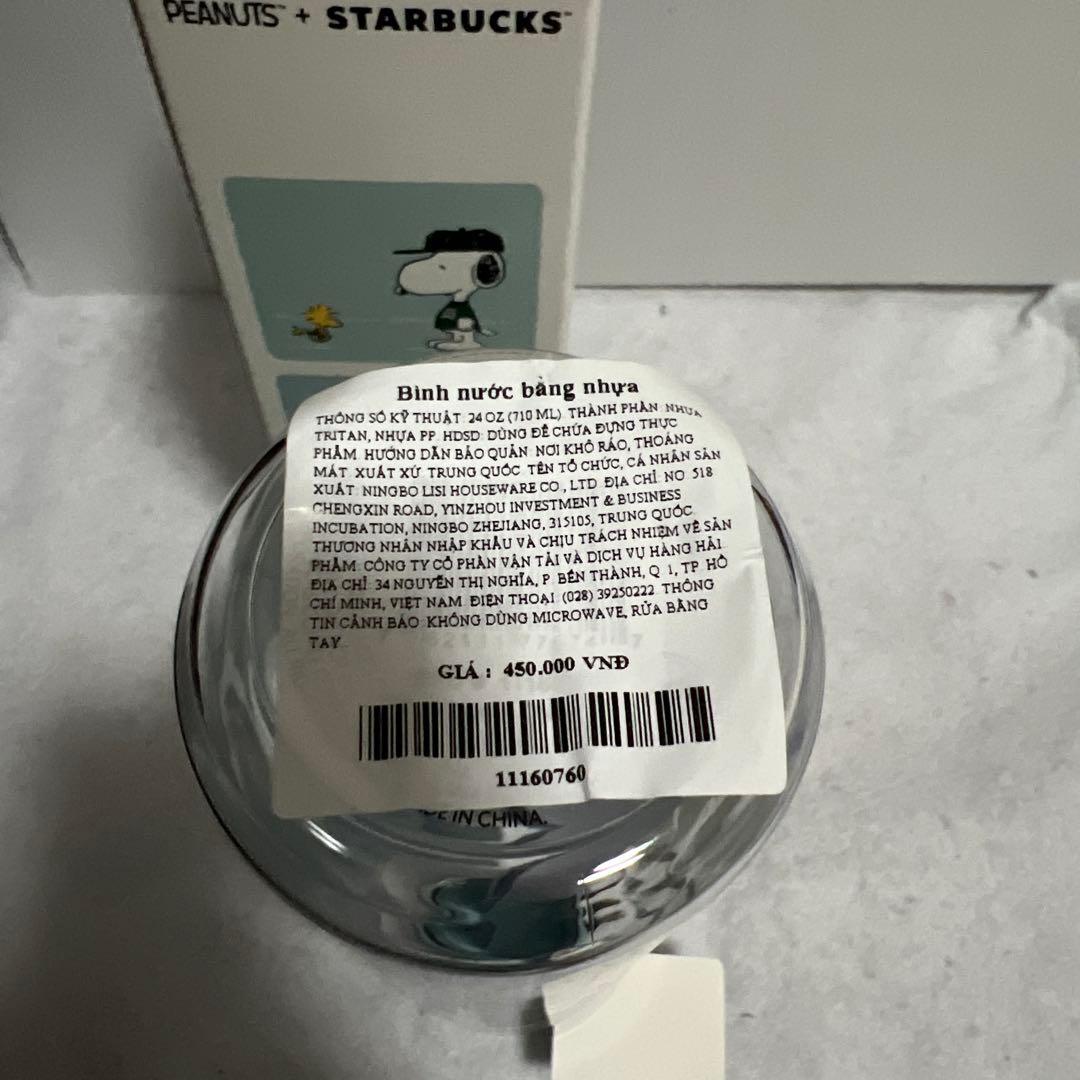 PEANUTS™ + STARBUCKS™
Bình nước bằng nhựa
THÔNG SỐ KỸ THUẬT: 24 OZ (710 ML). THÀNH PHẦN: NHỰA
TRITAN, NHỰA PP. HDSD: DÙNG ĐỂ CHỨA ĐỰNG THỰC
PHẨM. HƯỚNG DẪN BẢO QUẢN: NƠI KHÔ RÁO, THOÁNG
MÁT. XUẤT XỨ: TRUNG QUỐC. TÊN TỔ CHỨC, CÁ NHÂN SẢN
XUẤT: NINGBO LISI HOUSEWARE CO., LTD. ĐỊA CHỈ: NO. 518
CHENGXIN ROAD, YINZHOU INVESTMENT & BUSINESS
INCUBATION, NINGBO ZHEJIANG, 315105, TRUNG QUỐC.
THƯƠNG NHÂN NHẬP KHẨU VÀ CHỊU TRÁCH NHIỆM VỀ SẢN
PHẨM: CÔNG TY CỔ PHẦN VẬN TẢI VÀ DỊCH VỤ HÀNG HẢI.
ĐỊA CHỈ: 34 NGUYỄN THỊ NGHĨA, P. BẾN THÀNH, Q. 1, TP. HỒ
CHÍ MINH, VIỆT NAM. ĐIỆN THOẠI: (028) 39250222. THÔNG
TIN CẢNH BÁO: KHÔNG DÙNG MICROWAVE, RỬA BẰNG
TAY.
GIÁ : 450.000 VNĐ
11160760
IN CHINA.